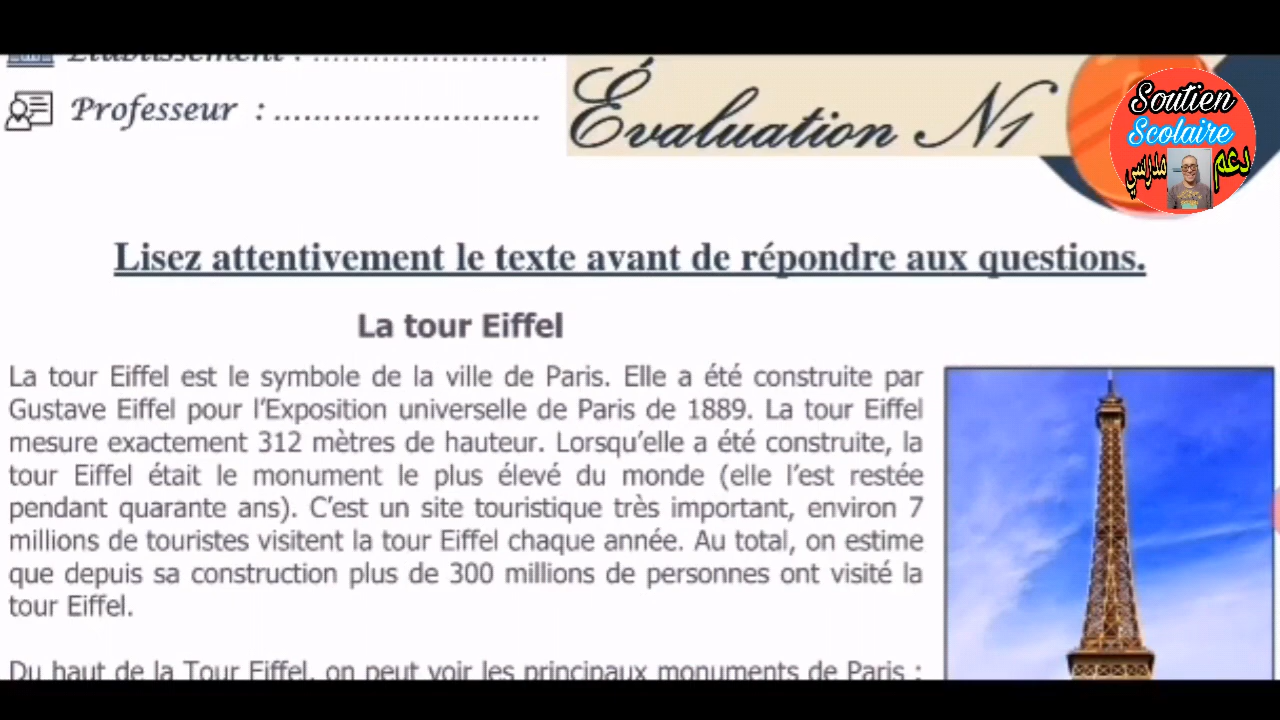 Établissement : ................................
Professeur : ................................
Évaluation N1
Soutien
Scolaire
دعم مدرسي
Lisez attentivement le texte avant de répondre aux questions.
La tour Eiffel
La tour Eiffel est le symbole de la ville de Paris. Elle a été construite par
Gustave Eiffel pour l'Exposition universelle de Paris de 1889. La tour Eiffel
mesure exactement 312 mètres de hauteur. Lorsqu'elle a été construite, la
tour Eiffel était le monument le plus élevé du monde (elle l'est restée
pendant quarante ans). C'est un site touristique très important, environ 7
millions de touristes visitent la tour Eiffel chaque année. Au total, on estime
que depuis sa construction plus de 300 millions de personnes ont visité la
tour Eiffel.
Du haut de la Tour Eiffel, on peut voir les principaux monuments de Paris :